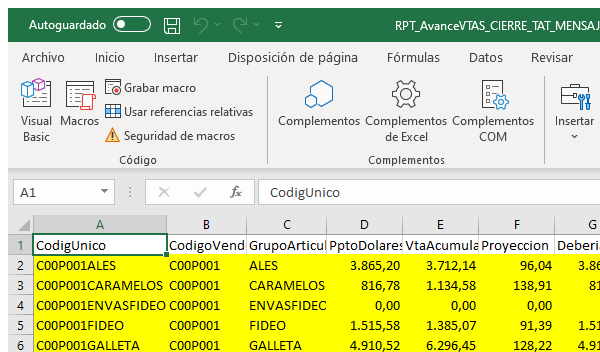 Autoguardado
RPT_AvanceVTAS_CIERRE_TAT_MENSAJ
Archivo Inicio Insertar Disposición de página Fórmulas Datos Revisar
Visual Basic
Macros
Grabar macro
Usar referencias relativas
Seguridad de macros
Código
Complementos
Complementos de Excel
Complementos COM
Complementos
Insertar
A1 fx CodigUnico
A B C D E F G
1 CodigUnico CodigoVend GrupoArticul PptoDolares VtaAcumula Proyeccion Deberia
2 C00P001ALES C00P001 ALES 3.865,20 3.712,14 96,04 3.86
3 C00P001CARAMELOS C00P001 CARAMELOS 816,78 1.134,58 138,91 81
4 C00P001ENVASFIDEO C00P001 ENVASFIDEO 0,00 0,00 0,00
5 C00P001FIDEO C00P001 FIDEO 1.515,58 1.385,07 91,39 1.51
6 C00P001GALLETA C00P001 GALLETA 4.910,52 6.296,45 128,22 4.91